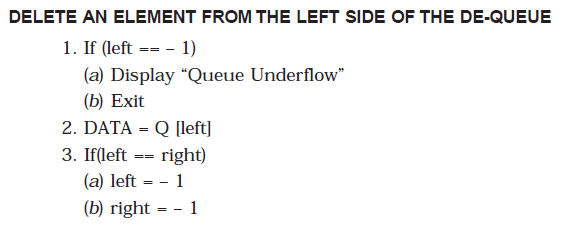 DELETE AN ELEMENT FROM THE LEFT SIDE OF THE DE-QUEUE
1. If (left == – 1)
(a) Display “Queue Underflow”
(b) Exit
2. DATA = Q [left]
3. If(left == right)
(a) left = – 1
(b) right = – 1